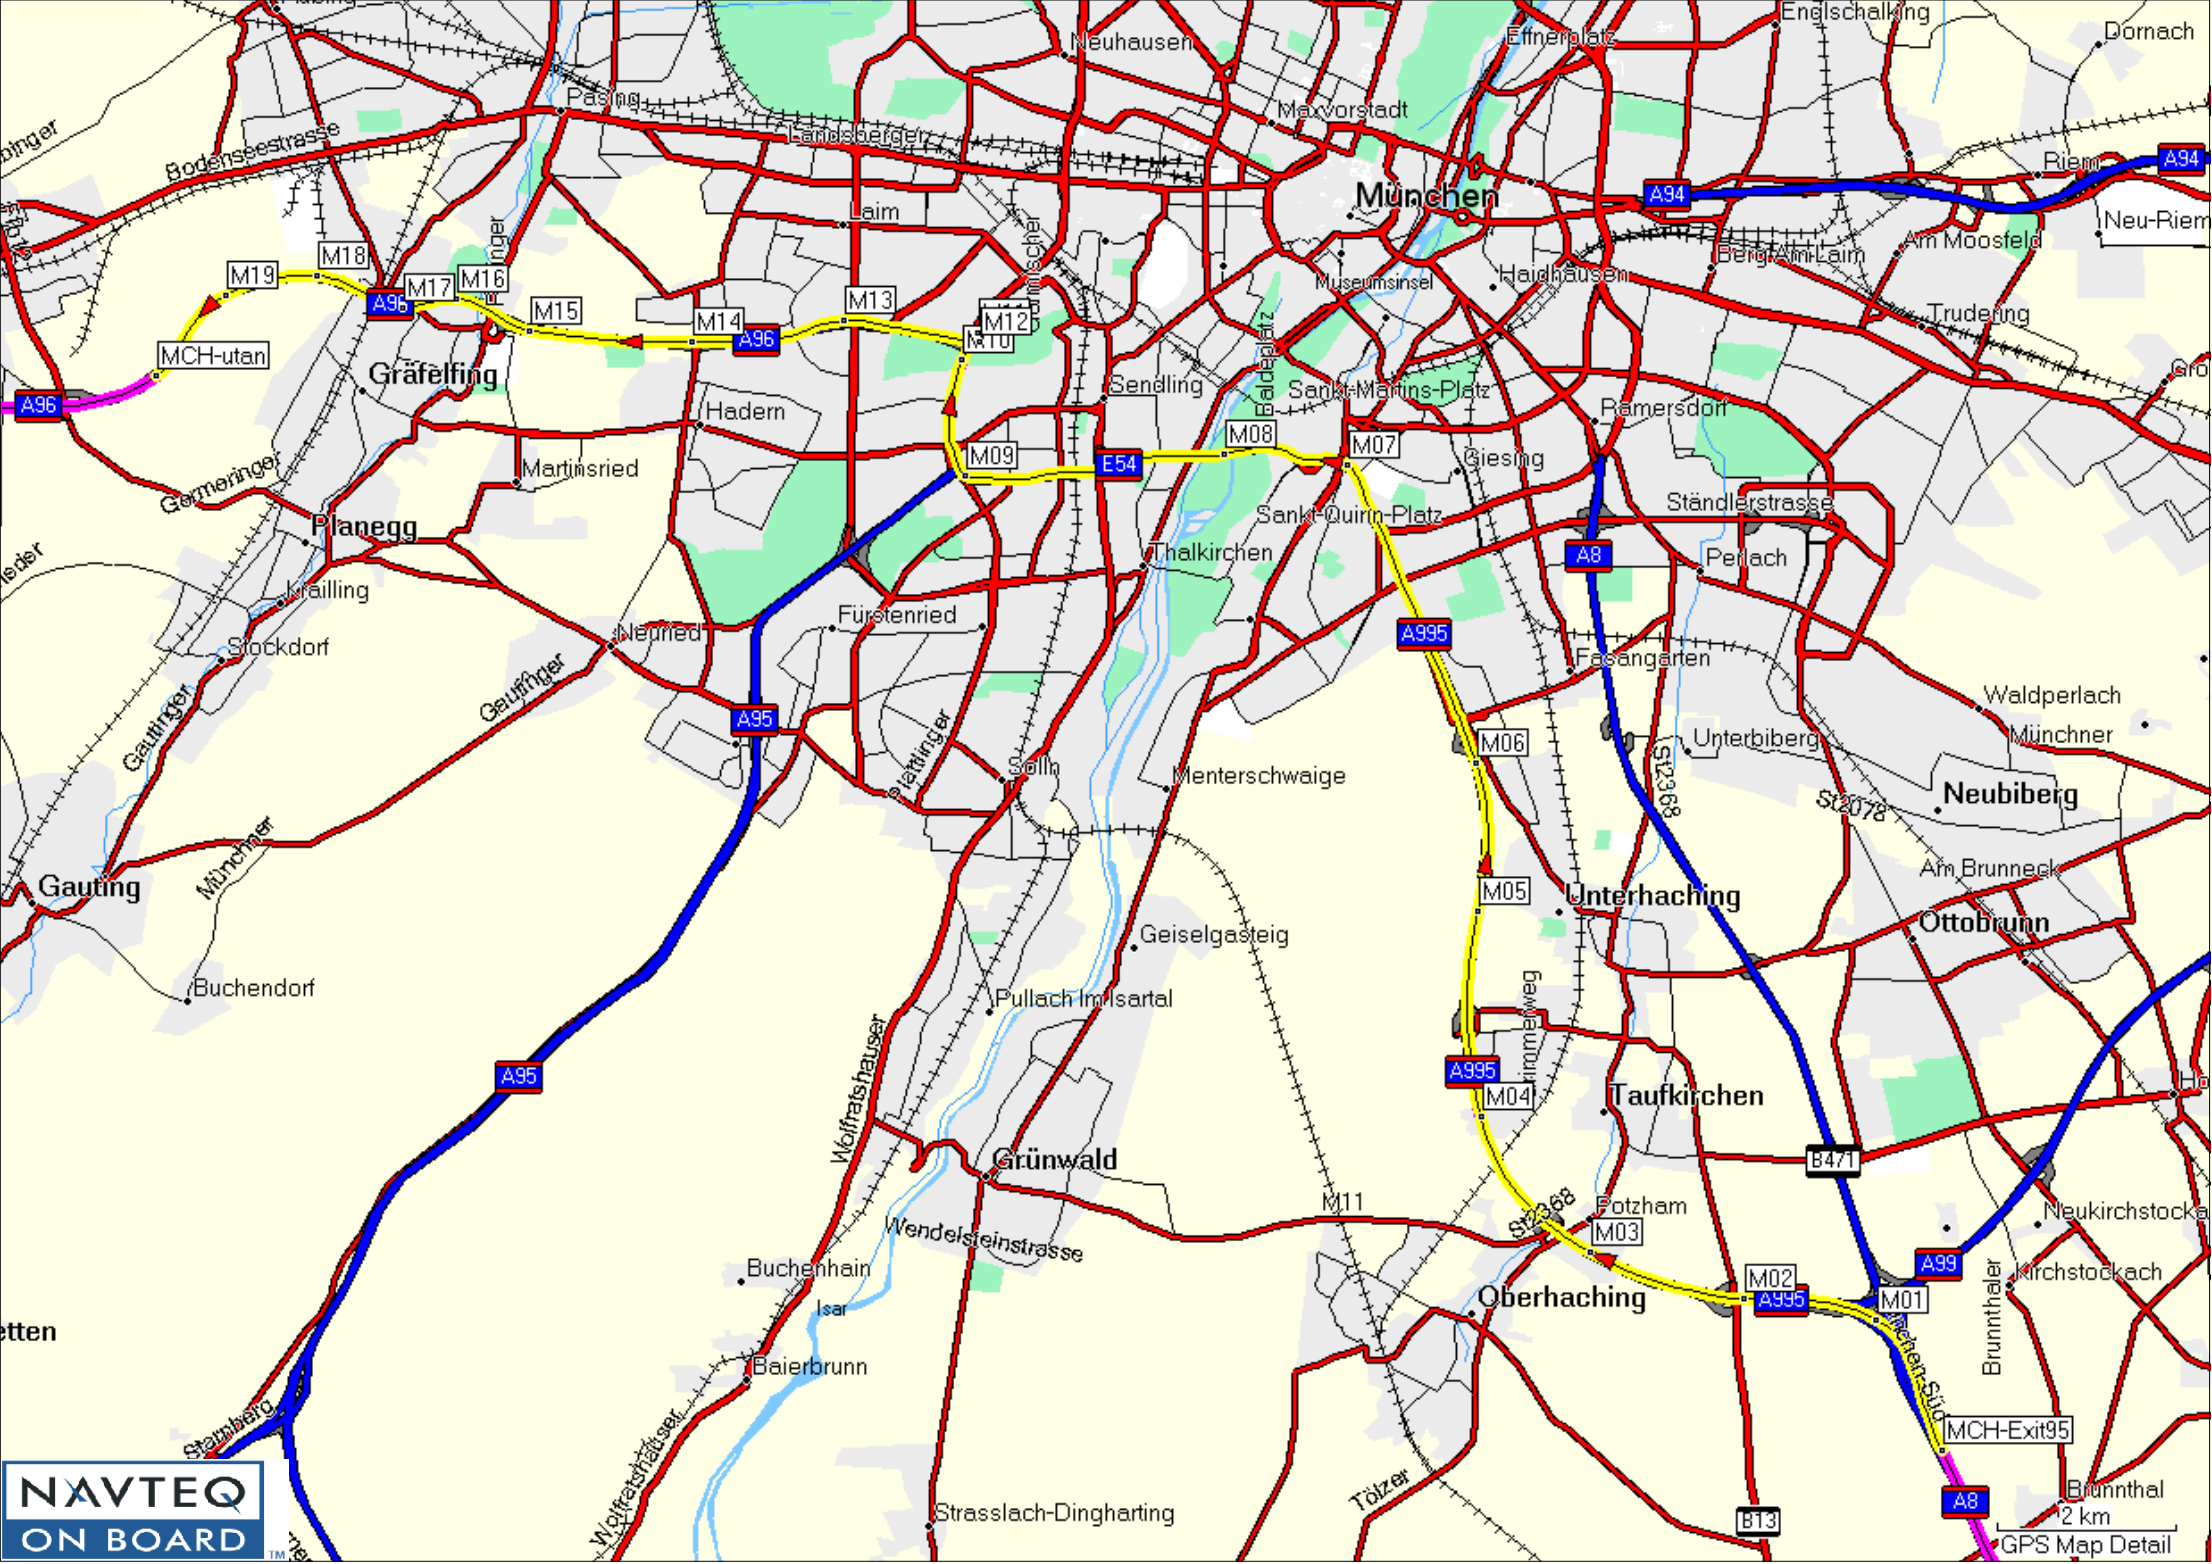 Neuhausen
Effnerplatz
Englschalking
Dornach
Pasing
Maxvorstadt
Landsberger
Bodenseestrasse
A94
Riem
A94
München
Laim
Neu-Riem
Am Moosfeld
Berg Am Laim
Haidhausen
Museumsinsel
M18
M19
M16
M17
A96
M15
M13
M14
A96
M12
M10
Trudering
MCH-utan
Gräfelfing
Baldeplatz
Sendling
Sankt-Martins-Platz
A96
Hadern
Ramersdorf
M08
M07
M09
E54
Giesing
Martinsried
Germeringer
Ständlerstrasse
Sankt-Quirin-Platz
Planegg
Thalkirchen
A8
Perlach
Krailling
Fürstenried
Neuried
A995
Stockdorf
Fasangarten
Gautinger
Gautinger
Waldperlach
A95
Plattlinger
M06
Unterbiberg
Münchner
Solln
Menterschwaige
St2368
Neubiberg
St2078
Münchner
Am Brunneck
Gauting
M05
Unterhaching
Ottobrunn
Geiselgasteig
Buchendorf
Pullach Im Isartal
Wolfratshauser
A95
A995
M04
Taufkirchen
Grünwald
B471
M11
St2368
Potzham
M03
Wendelsteinstrasse
Buchenhain
A99
Kirchstockach
M02
A995
M01
Oberhaching
Isar
Brunnthaler
Baierbrunn
Starnberg
MCH-Exit95
Wolfratshauser
Tölzer
A8
Brunnthal
Strasslach-Dingharting
B13
2 km
GPS Map Detail
NAVTEQ
ON BOARD
TM